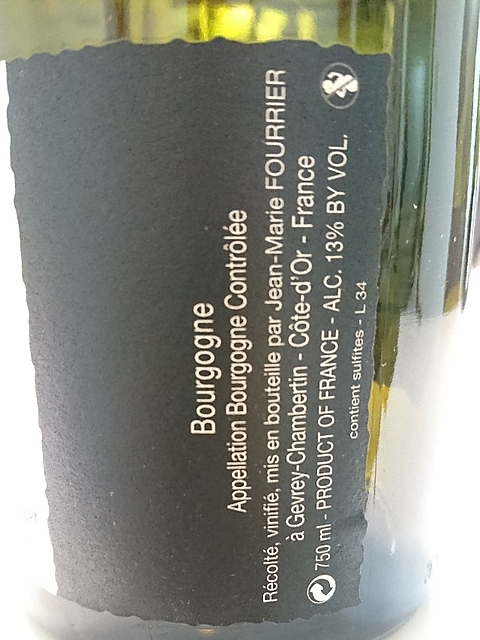 Bourgogne
Appellation Bourgogne Contrôlée
Récolté, vinifié, mis en bouteille par Jean-Marie FOURRIER
à Gevrey-Chambertin - Côte-d'Or - France
750 ml - PRODUCT OF FRANCE - ALC. 13% BY VOL.
contient sulfites - L 34